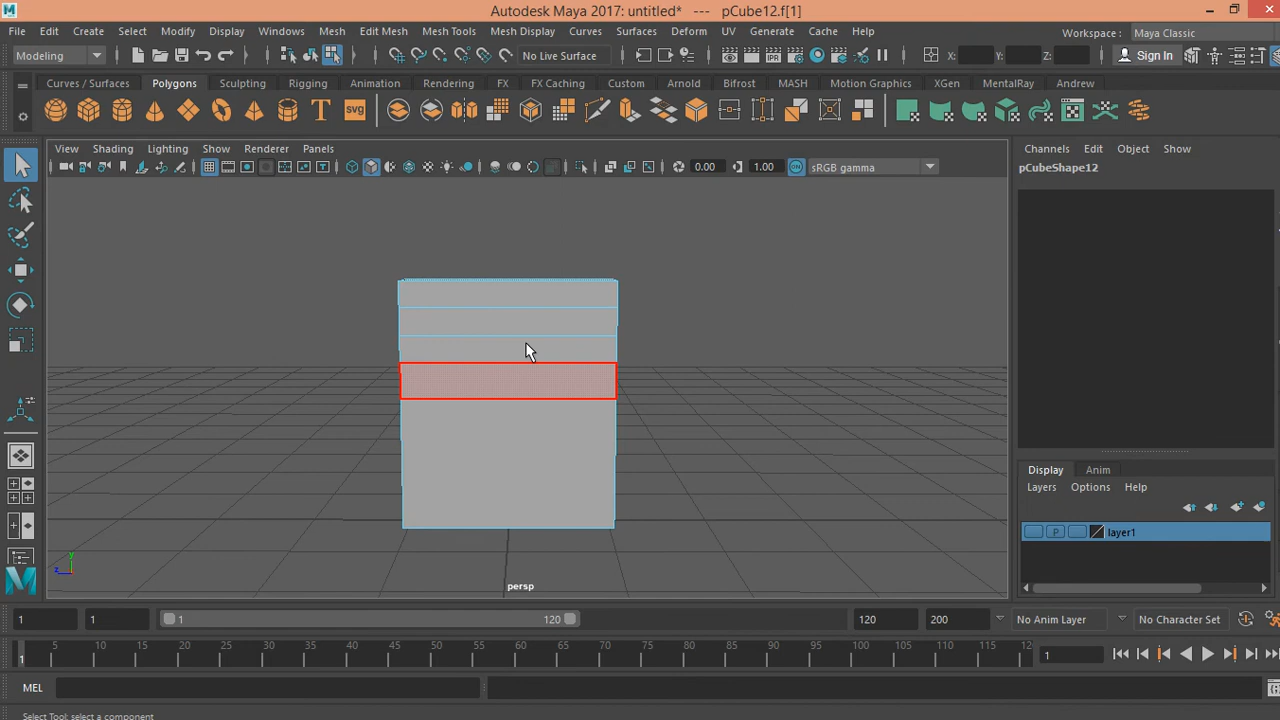 Autodesk Maya 2017: untitled* --- pCube12.f[1]
File Edit Create Select Modify Display Windows Mesh Edit Mesh Mesh Tools Mesh Display Curves Surfaces Deform UV Generate Cache Help
Workspace : Maya Classic
Modeling No Live Surface X: Y: Z: Sign In
Curves / Surfaces Polygons Sculpting Rigging Animation Rendering FX FX Caching Custom Arnold Bifrost MASH Motion Graphics XGen MentalRay Andrew
T SVG
View Shading Lighting Show Renderer Panels
0.00 1.00 ON sRGB gamma
Channels Edit Object Show
pCubeShape12
Display Anim
Layers Options Help
P layer1
y
z
persp
1 1 1 120 120 200 No Anim Layer No Character Set
5 10 15 20 25 30 35 40 45 50 55 60 65 70 75 80 85 90 95 100 105 110 115 120
1 1
MEL
Select Tool: select a component